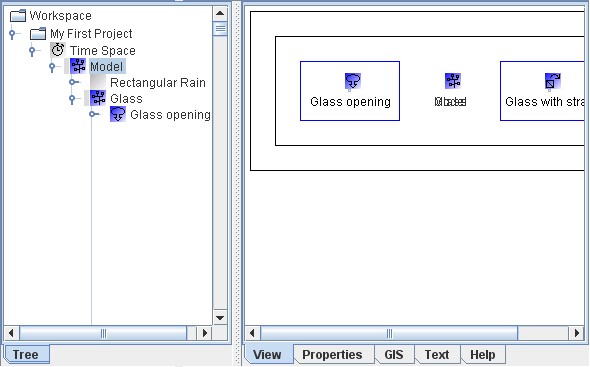 Workspace
My First Project
Time Space
Model
Rectangular Rain
Glass
Glass opening
Tree
Glass opening
Glass with stra
View Properties GIS Text Help